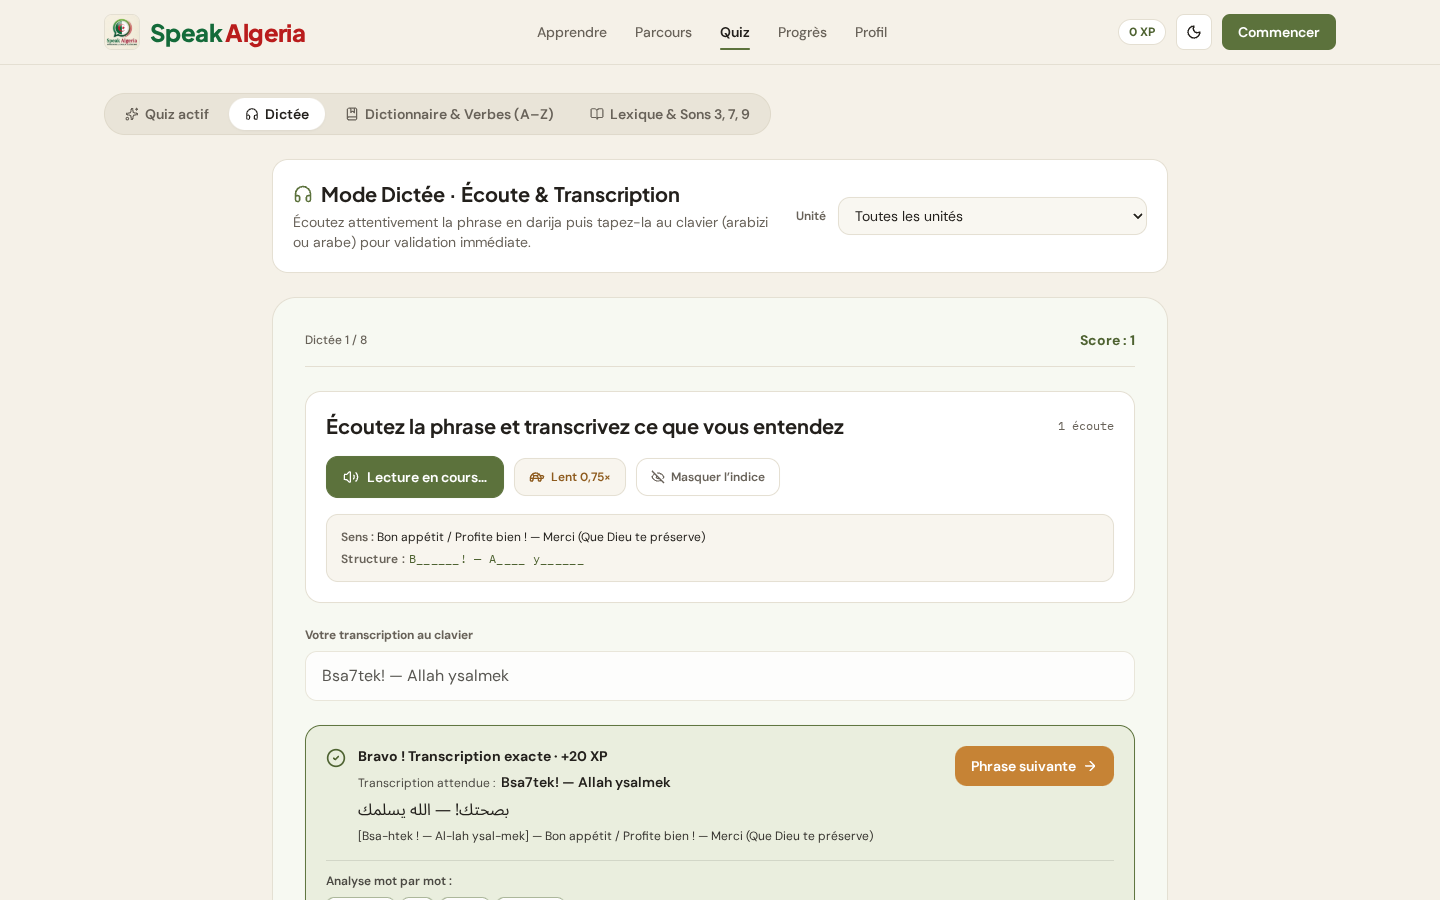 Speak Algeria
Apprendre
Parcours
Quiz
Progrès
Profil
0 XP
Commencer
Quiz actif
Dictée
Dictionnaire & Verbes (A–Z)
Lexique & Sons 3, 7, 9
Mode Dictée · Écoute & Transcription
Écoutez attentivement la phrase en darija puis tapez-la au clavier (arabizi
ou arabe) pour validation immédiate.
Unité
Toutes les unités
Dictée 1 / 8
Score : 1
Écoutez la phrase et transcrivez ce que vous entendez
1 écoute
Lecture en cours...
Lent 0,75×
Masquer l’indice
Sens : Bon appétit / Profite bien ! — Merci (Que Dieu te préserve)
Structure : B______! — A____ y______
Votre transcription au clavier
Bsa7tek! — Allah ysalmek
Bravo ! Transcription exacte · +20 XP
Transcription attendue : Bsa7tek! — Allah ysalmek
بصحتك! — الله يسلمك
[Bsa-htek ! — Al-lah ysal-mek] — Bon appétit / Profite bien ! — Merci (Que Dieu te préserve)
Phrase suivante →
Analyse mot par mot :